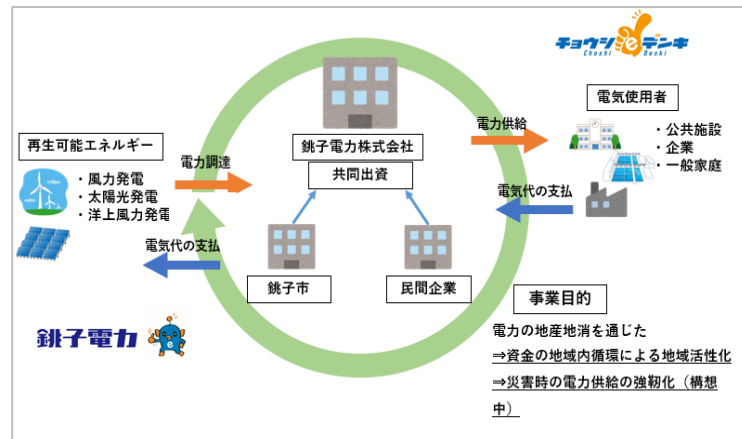 チョウシeデンキ
Choshi Denki
電気使用者
・公共施設
・企業
・一般家庭
電力供給
電気代の支払
銚子電力株式会社
共同出資
銚子市
民間企業
再生可能エネルギー
・風力発電
・太陽光発電
・洋上風力発電
電力調達
電気代の支払
銚子電力
e
事業目的
電力の地産地消を通じた
⇒資金の地域内循環による地域活性化
⇒災害時の電力供給の強靭化（構想
中）